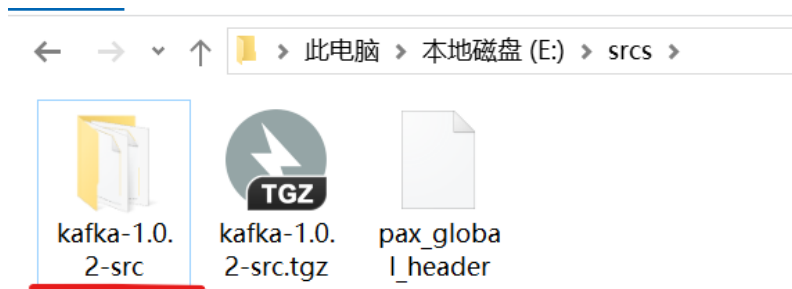 此电脑 > 本地磁盘 (E:) > srcs >
TGZ
kafka-1.0.
2-src
kafka-1.0.
2-src.tgz
pax_globa
l_header